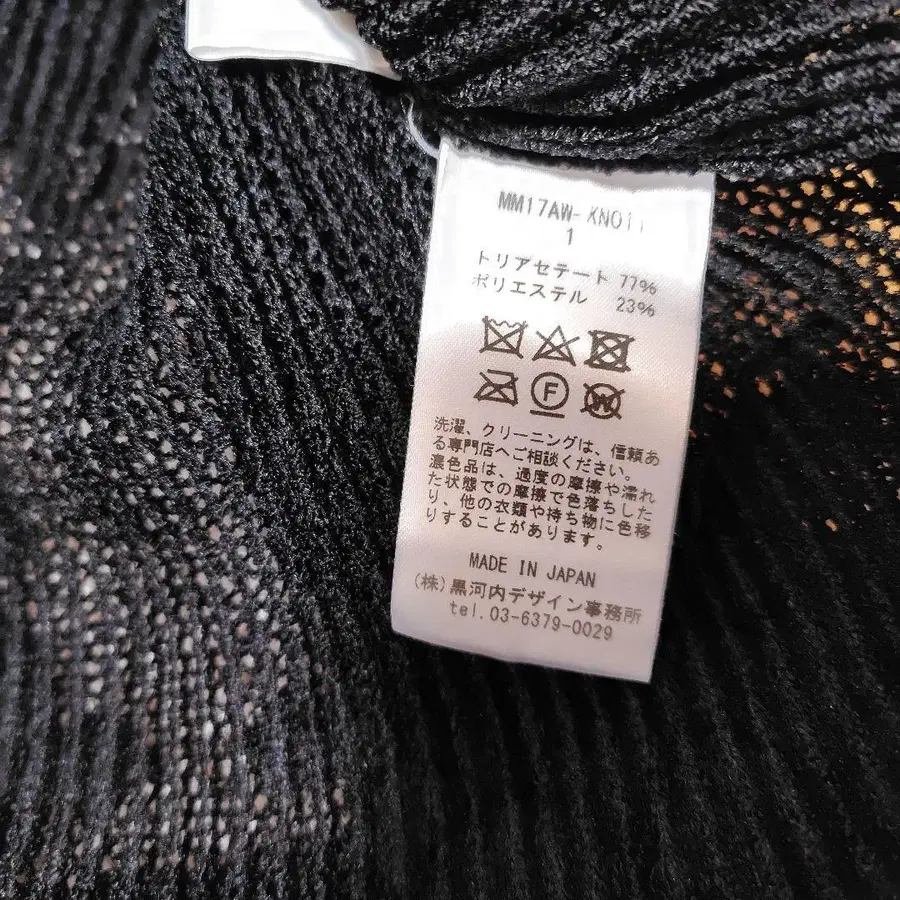 MM17AW-KN011
1
トリアセテート 77%
ポリエステル 23%
F
W
洗濯、クリーニングは、信頼あ
る専門店へご相談ください。
濃色品は、過度の摩擦や濡れ
た状態での摩擦で色落ちした
り、他の衣類や持ち物に色移
りすることがあります。
MADE IN JAPAN
(株)黒河内デザイン事務所
tel.03-6379-0029